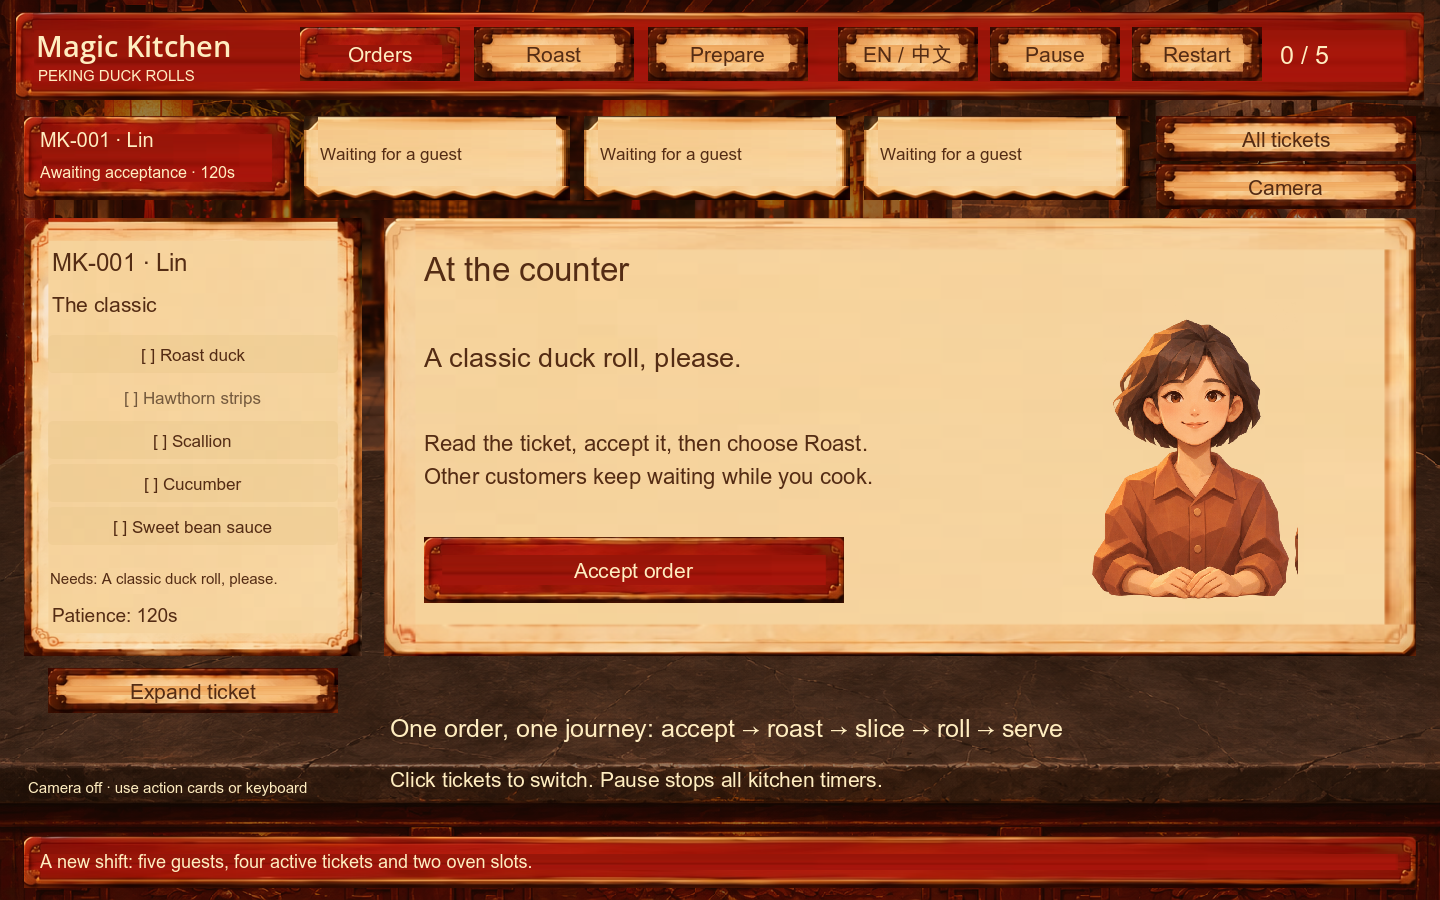 Magic Kitchen
PEKING DUCK ROLLS
Orders
Roast
Prepare
EN / 中文
Pause
Restart
0 / 5
MK-001 · Lin
Awaiting acceptance · 120s
Waiting for a guest
Waiting for a guest
Waiting for a guest
All tickets
Camera
MK-001 · Lin
The classic
[ ] Roast duck
[ ] Hawthorn strips
[ ] Scallion
[ ] Cucumber
[ ] Sweet bean sauce
Needs: A classic duck roll, please.
Patience: 120s
Expand ticket
At the counter
A classic duck roll, please.
Read the ticket, accept it, then choose Roast.
Other customers keep waiting while you cook.
Accept order
One order, one journey: accept → roast → slice → roll → serve
Click tickets to switch. Pause stops all kitchen timers.
Camera off · use action cards or keyboard
A new shift: five guests, four active tickets and two oven slots.